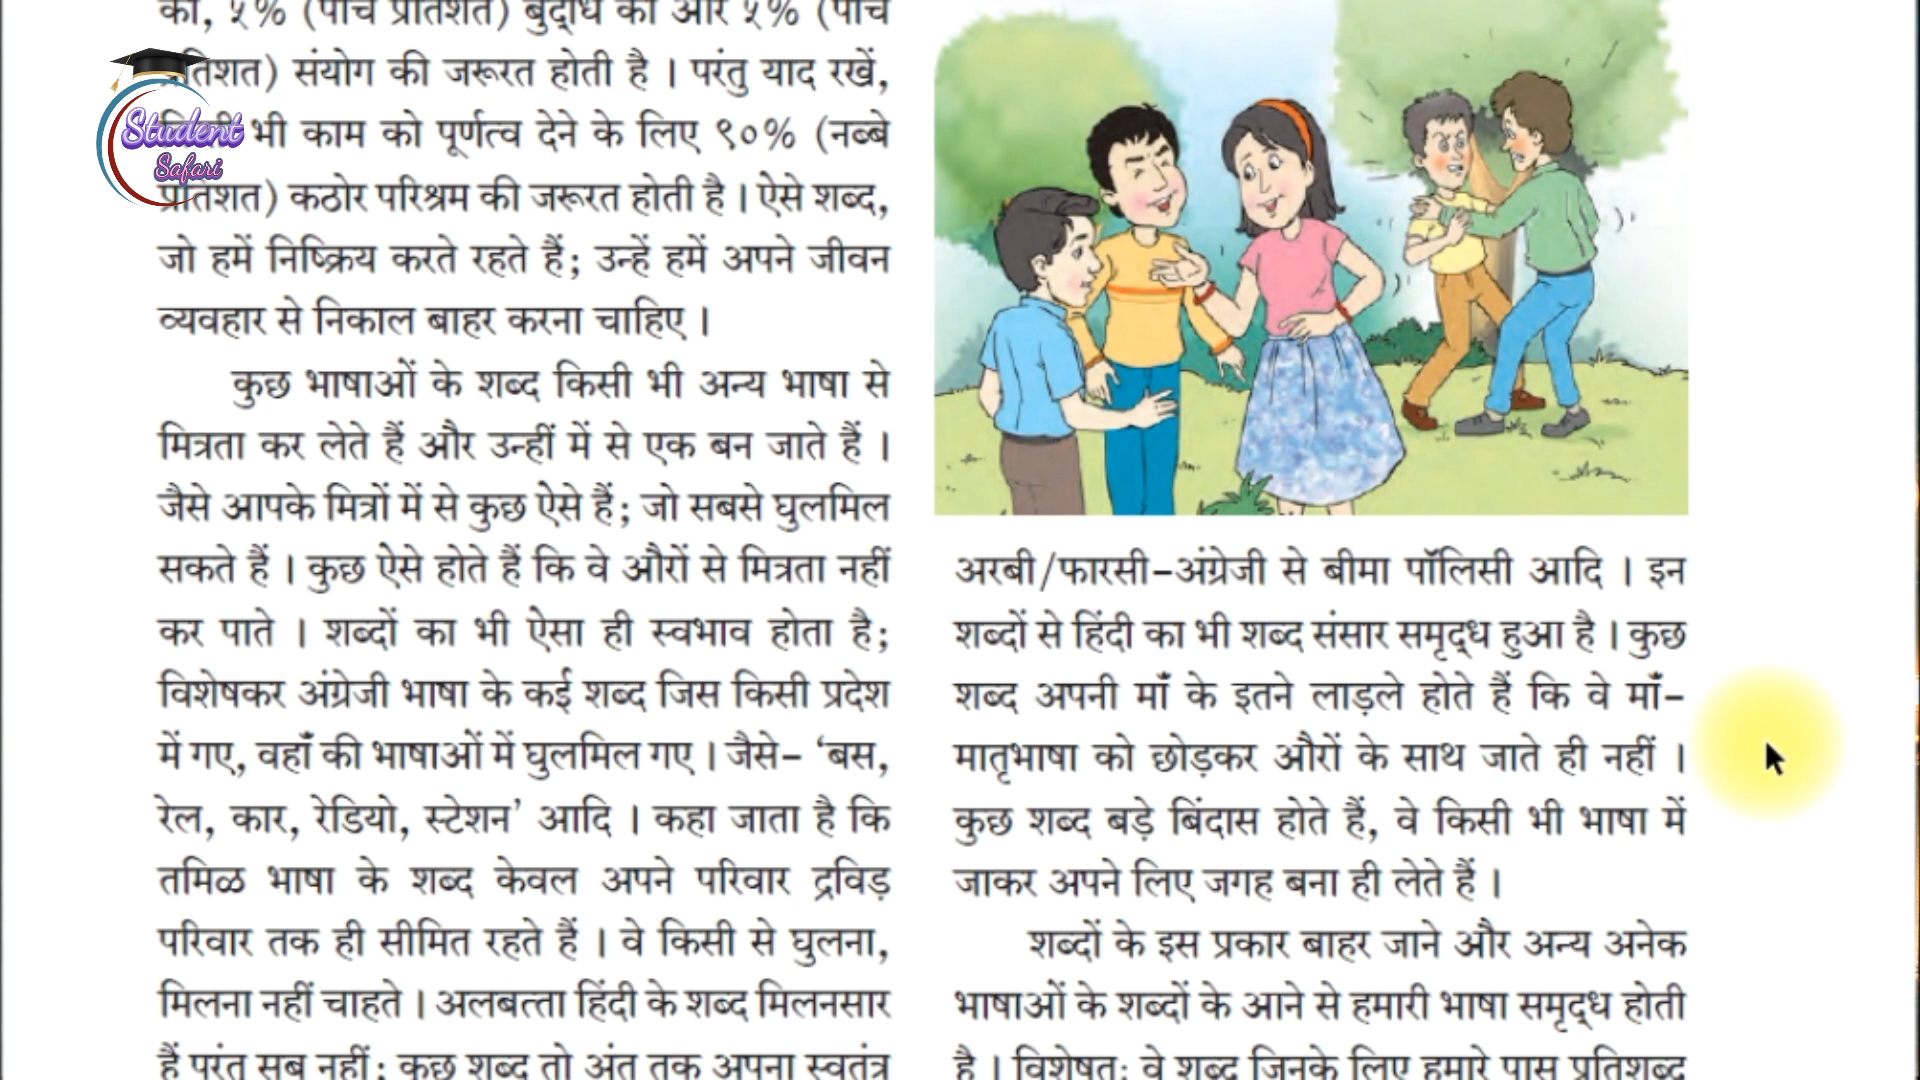 Student
Safari
की, ५% (पाँच प्रतिशत) बुद्धि की और ५% (पाँच
प्रतिशत) संयोग की जरूरत होती है । परंतु याद रखें,
भी काम को पूर्णत्व देने के लिए ९०% (नब्बे
प्रतिशत) कठोर परिश्रम की जरूरत होती है । ऐसे शब्द,
जो हमें निष्क्रिय करते रहते हैं; उन्हें हमें अपने जीवन
व्यवहार से निकाल बाहर करना चाहिए ।
कुछ भाषाओं के शब्द किसी भी अन्य भाषा से
मित्रता कर लेते हैं और उन्हीं में से एक बन जाते हैं ।
जैसे आपके मित्रों में से कुछ ऐसे हैं; जो सबसे घुलमिल
सकते हैं । कुछ ऐसे होते हैं कि वे औरों से मित्रता नहीं
कर पाते । शब्दों का भी ऐसा ही स्वभाव होता है;
विशेषकर अंग्रेजी भाषा के कई शब्द जिस किसी प्रदेश
में गए, वहाँ की भाषाओं में घुलमिल गए । जैसे– ‘बस,
रेल, कार, रेडियो, स्टेशन’ आदि । कहा जाता है कि
तमिळ भाषा के शब्द केवल अपने परिवार द्रविड़
परिवार तक ही सीमित रहते हैं । वे किसी से घुलना,
मिलना नहीं चाहते । अलबत्ता हिंदी के शब्द मिलनसार
हैं परंतु सब नहीं; कुछ शब्द तो अंत तक अपना स्वतंत्र
अरबी/फारसी–अंग्रेजी से बीमा पॉलिसी आदि । इन
शब्दों से हिंदी का भी शब्द संसार समृद्ध हुआ है । कुछ
शब्द अपनी माँ के इतने लाड़ले होते हैं कि वे माँ–
मातृभाषा को छोड़कर औरों के साथ जाते ही नहीं ।
कुछ शब्द बड़े बिंदास होते हैं, वे किसी भी भाषा में
जाकर अपने लिए जगह बना ही लेते हैं ।
शब्दों के इस प्रकार बाहर जाने और अन्य अनेक
भाषाओं के शब्दों के आने से हमारी भाषा समृद्ध होती
है । विशेषतः वे शब्द जिनके लिए हमारे पास प्रतिशब्द